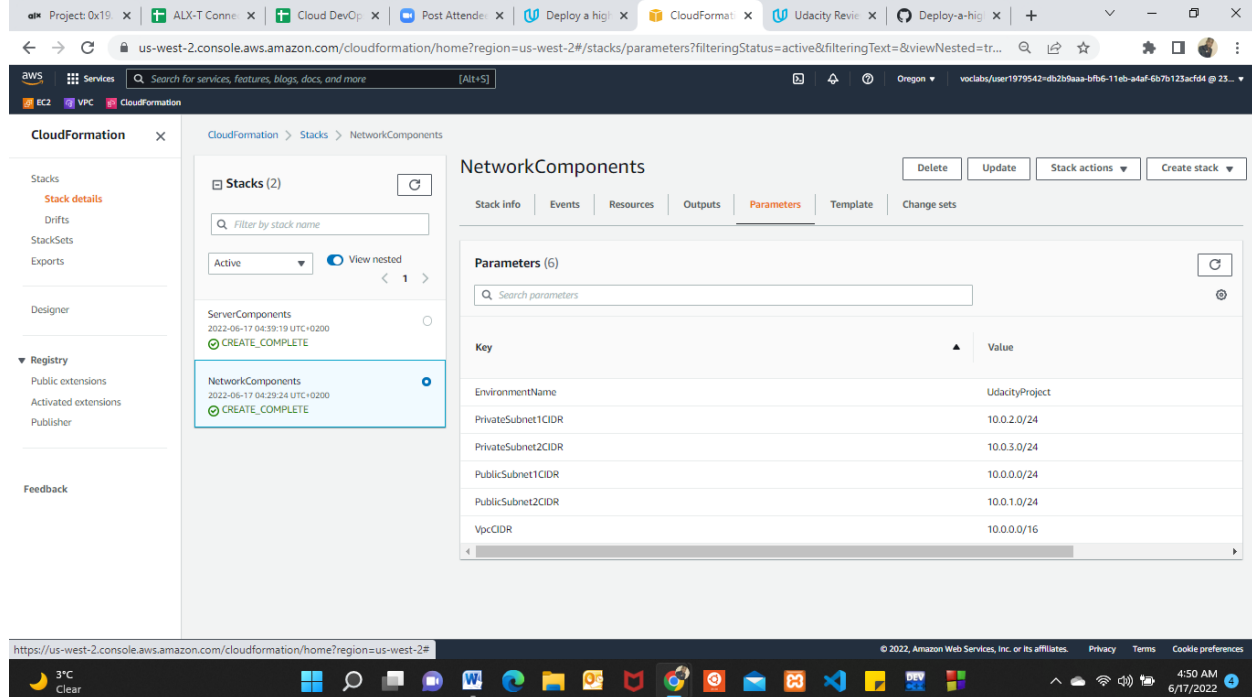 Project: 0x19. ALX-T Conne Cloud DevOp Post Attende Deploy a high CloudFormati Udacity Revie Deploy-a-hig
us-west-2.console.aws.amazon.com/cloudformation/home?region=us-west-2#/stacks/parameters?filteringStatus=active&filteringText=&viewNested=tr...
aws Services Search for services, features, blogs, docs, and more [Alt+S] Oregon voclabs/user1979542=db2b9aaa-bfb6-11eb-a4af-6b7b123acfd4 @ 23...
EC2 VPC CloudFormation
CloudFormation
Stacks
Stack details
Drifts
StackSets
Exports
Designer
Registry
Public extensions
Activated extensions
Publisher
Feedback
CloudFormation > Stacks > NetworkComponents
Stacks (2)
Filter by stack name
Active View nested
1
ServerComponents
2022-06-17 04:39:19 UTC+0200
CREATE_COMPLETE
NetworkComponents
2022-06-17 04:29:24 UTC+0200
CREATE_COMPLETE
NetworkComponents
Delete Update Stack actions Create stack
Stack info Events Resources Outputs Parameters Template Change sets
Parameters (6)
Search parameters
Key Value
EnvironmentName UdacityProject
PrivateSubnet1CIDR 10.0.2.0/24
PrivateSubnet2CIDR 10.0.3.0/24
PublicSubnet1CIDR 10.0.0.0/24
PublicSubnet2CIDR 10.0.1.0/24
VpcCIDR 10.0.0.0/16
https://us-west-2.console.aws.amazon.com/cloudformation/home?region=us-west-2#
© 2022, Amazon Web Services, Inc. or its affiliates. Privacy Terms Cookie preferences
3°C
Clear
DEV
4:50 AM
6/17/2022
4